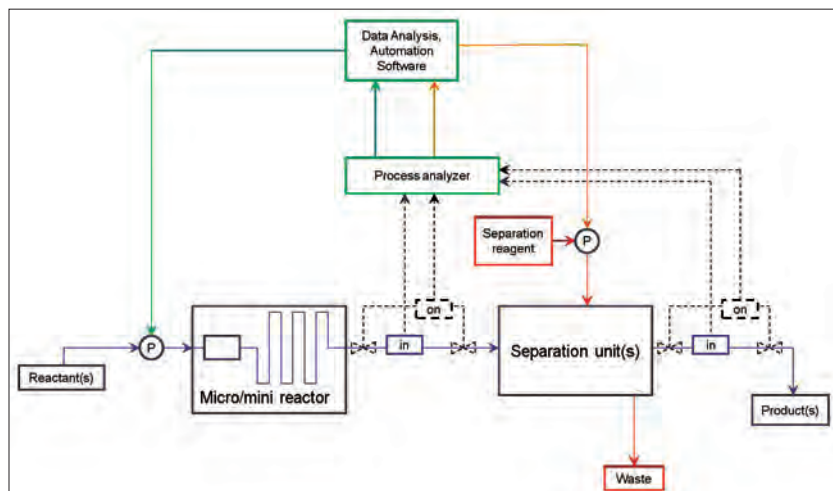 Data Analysis,
Automation
Software
Process analyzer
Separation
reagent
P
on
on
P
in
Separation unit(s)
in
Reactant(s)
Micro/mini reactor
Product(s)
Waste